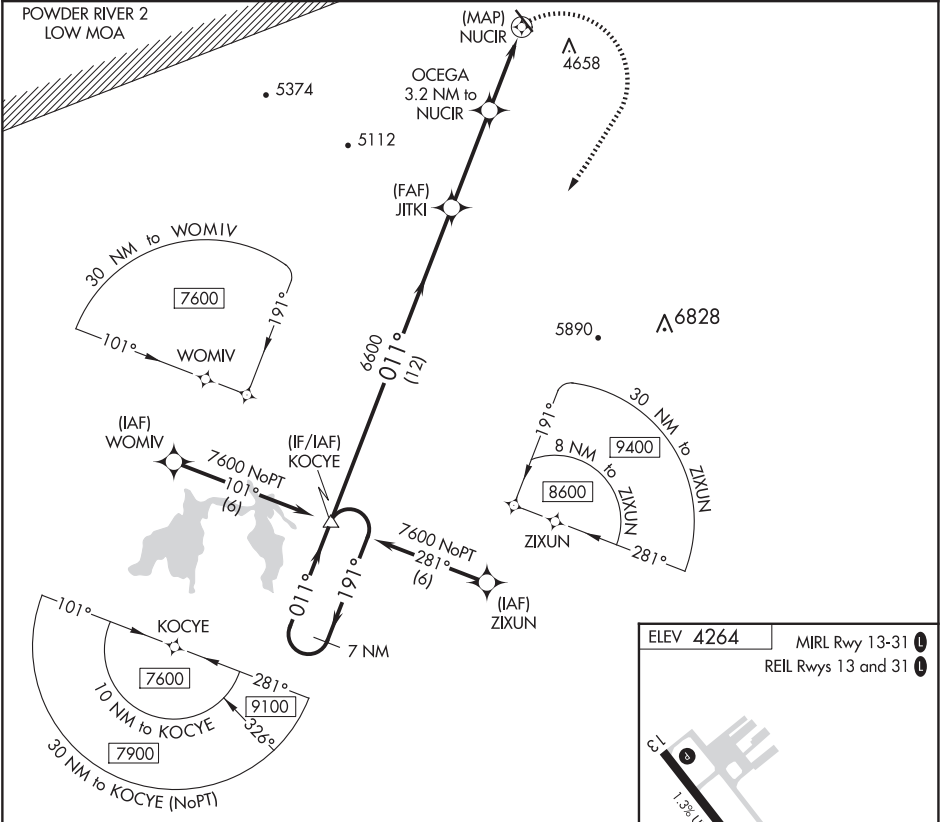 POWDER RIVER 2
LOW MOA
(MAP)
NUCIR
4658
OCEGA
3.2 NM to
NUCIR
5374
5112
(FAF)
JITKI
30 NM to WOMIV
7600
191°
101°
WOMIV
5890
6828
6600
011°
(12)
30 NM to ZIXUN
9400
191°
8 NM to ZIXUN
8600
ZIXUN
281°
(IAF)
WOMIV
7600 NoPT
101°
(6)
(IF/IAF)
KOCYE
7600 NoPT
281°
(6)
(IAF)
ZIXUN
011°
191°
7 NM
101°
KOCYE
7600
281°
10 NM to KOCYE
9100
326°
7900
30 NM to KOCYE (NoPT)
ELEV 4264
MIRL Rwy 13-31 L
REIL Rwys 13 and 31 L
13
P
1.3%